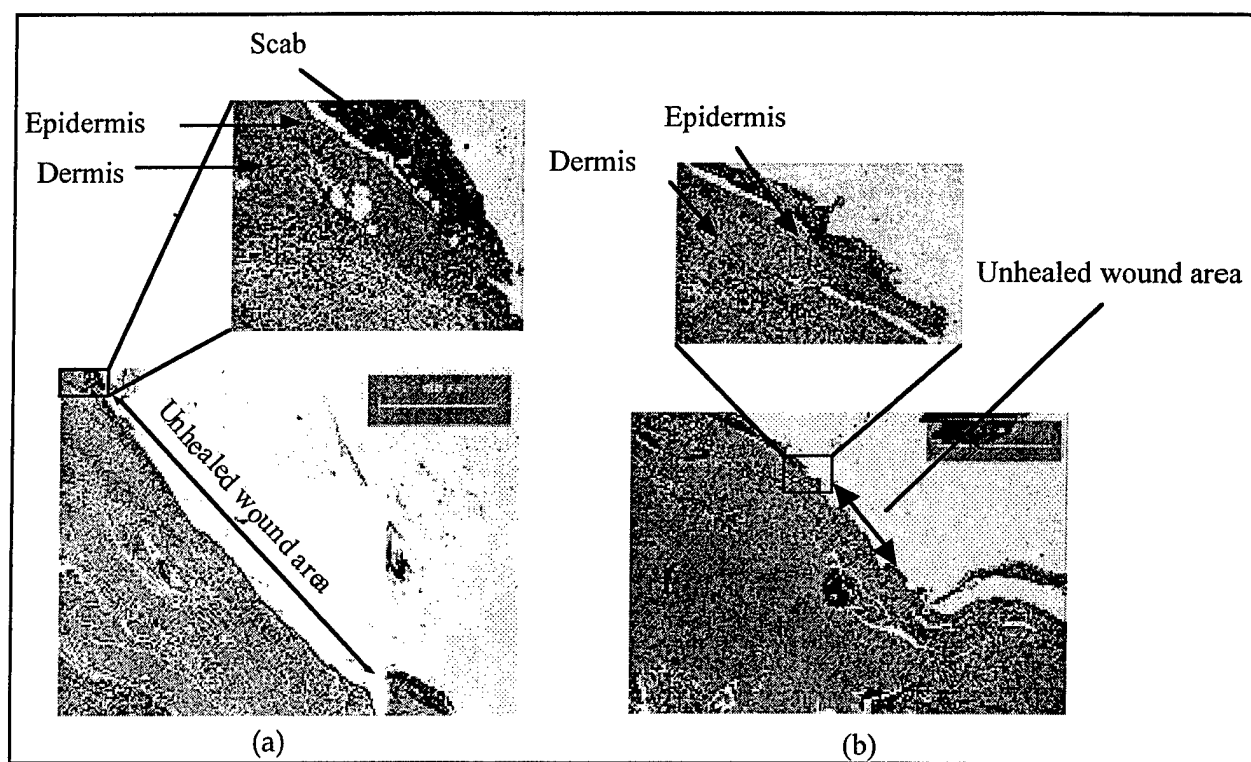 Scab
Epidermis
Dermis
Unhealed wound area
(a)
Epidermis
Dermis
Unhealed wound area
(b)